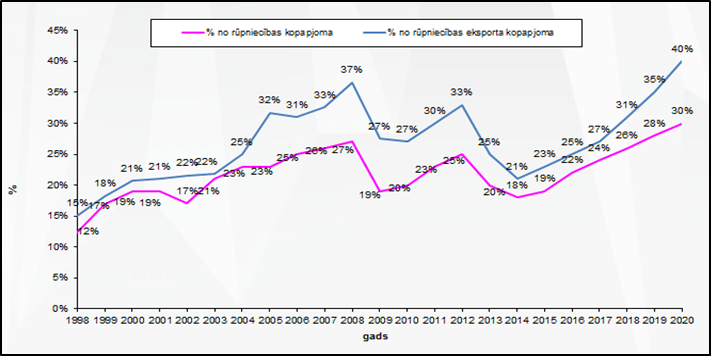 % no rūpniecības kopapjoma % no rūpniecības eksporta kopapjoma
45%
40%
35%
30%
25%
20%
15%
10%
5%
0%
%
15% 18% 21% 21% 22% 22% 25% 32% 31% 33% 37% 27% 27% 30% 33% 25% 21% 23% 25% 27% 31% 35% 40%
12% 17% 19% 19% 17% 21% 23% 23% 25% 26% 27% 19% 20% 23% 25% 20% 18% 19% 22% 24% 26% 28% 30%
1998 1999 2000 2001 2002 2003 2004 2005 2006 2007 2008 2009 2010 2011 2012 2013 2014 2015 2016 2017 2018 2019 2020
gads